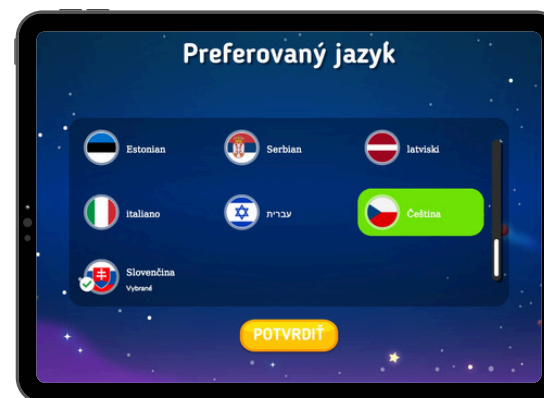 Preferovaný jazyk
Estonian
Serbian
latviski
italiano
עברית
Čeština
Slovenčina
Vybrané
POTVRDIŤ